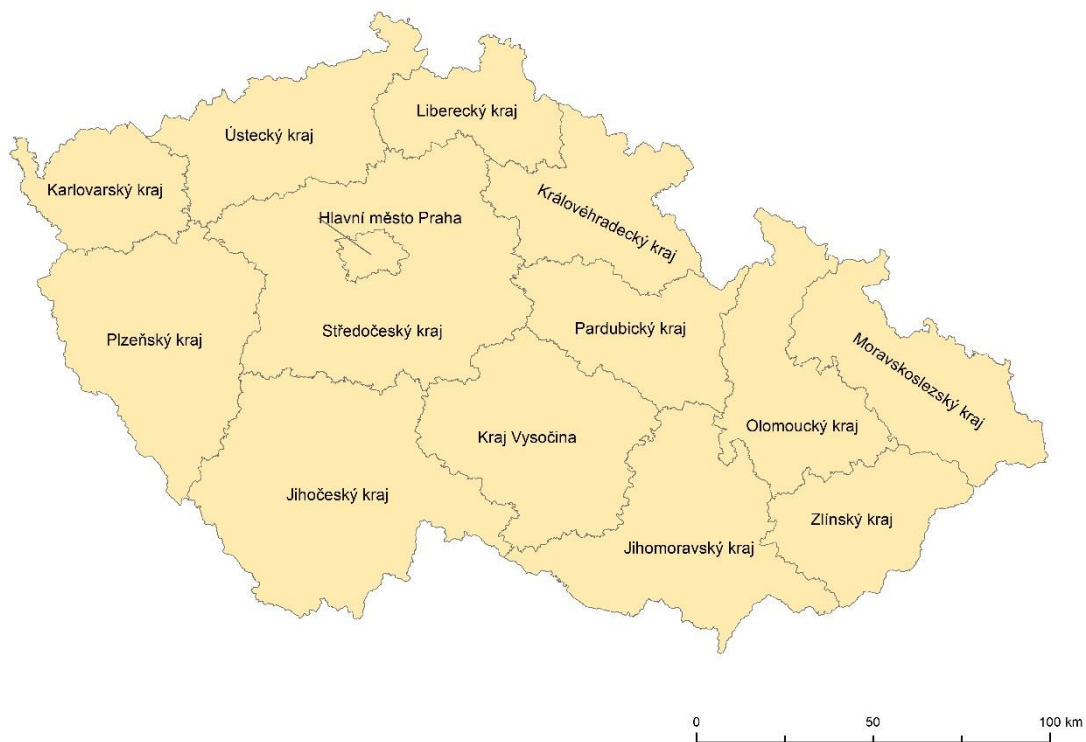 Liberecký kraj
Ústecký kraj
Karlovarský kraj
Hlavní město Praha
Královéhradecký kraj
Plzeňský kraj
Středočeský kraj
Pardubický kraj
Moravskoslezský kraj
Kraj Vysočina
Olomoucký kraj
Jihočeský kraj
Zlínský kraj
Jihomoravský kraj
0 50 100 km